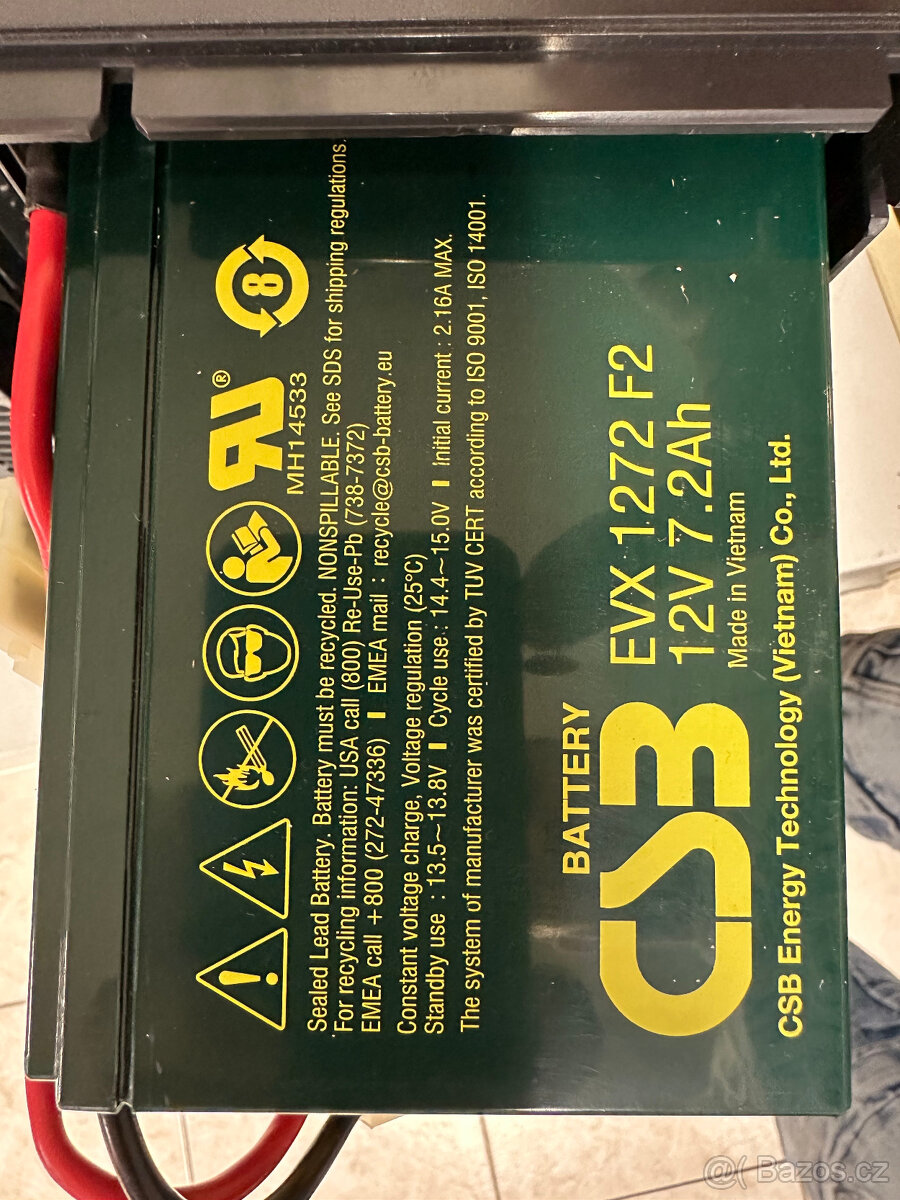 8
®
MH14533
Sealed Lead Battery. Battery must be recycled. NONSPILLABLE. See SDS for shipping regulations.
For recycling information: USA call (800) Re-Use-Pb (738-7372)
EMEA call +800 (272-47336) I EMEA mail : recycle@csb-battery.eu
Constant voltage charge, Voltage regulation (25°C)
Standby use : 13.5~13.8V I Cycle use.: 14.4~15.0V I Initial current : 2.16A MAX.
The system of manufacturer was certified by TUV CERT according to ISO 9001, ISO 14001.
BATTERY
CSB
EVX 1272 F2
12V 7.2Ah
Made in Vietnam
CSB Energy Technology (Vietnam) Co., Ltd.
@( Bazos.cz